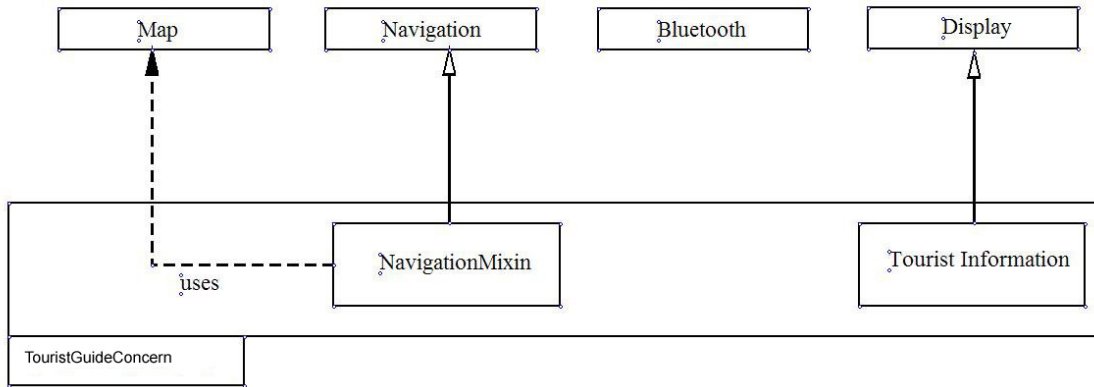 Map
Navigation
Bluetooth
Display
NavigationMixin
Tourist Information
uses
TouristGuideConcern